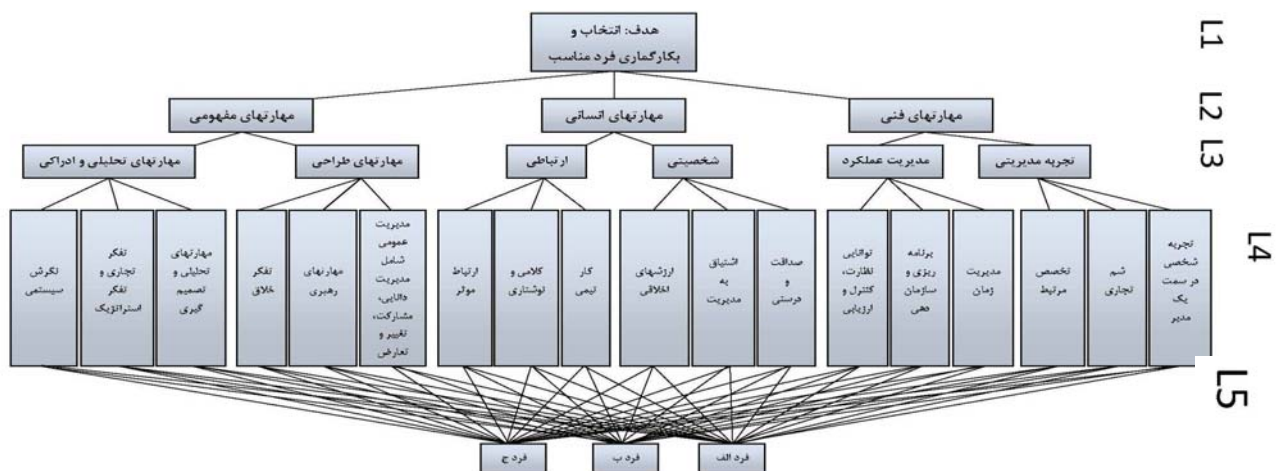 هدف: انتخاب و
بکارگماری فرد مناسب
L1
مهارتهای فنی
مهارتهای انسانی
مهارتهای مفهومی
L2
تجربه مدیریتی
مدیریت عملکرد
شخصیتی
ارتباطی
مهارتهای طراحی
مهارتهای تحلیلی و ادراکی
L3
تجربه
شخصی
در سمت
یک
مدیر
شم
تجاری
تخصص
مرتبط
مدیریت
زمان
برنامه
ریزی و
سازمان
دهی
توانایی
نظارت،
کنترل و
ارزیابی
صداقت
و
درستی
اشتیاق
به
مدیریت
ارزشهای
اخلاقی
کار
تیمی
کلامی و
نوشتاری
ارتباط
موثر
مدیریت
عمومی
شامل
مدیریت
دانایی،
مشارکت،
تغییر و
تعارض
مهارتهای
رهبری
تفکر
خلاق
مهارتهای
تحلیلی و
تصمیم
گیری
تفکر
تجاری و
تفکر
استراتژیک
نگرش
سیستمی
L4
L5
فرد الف
فرد ب
فرد ج